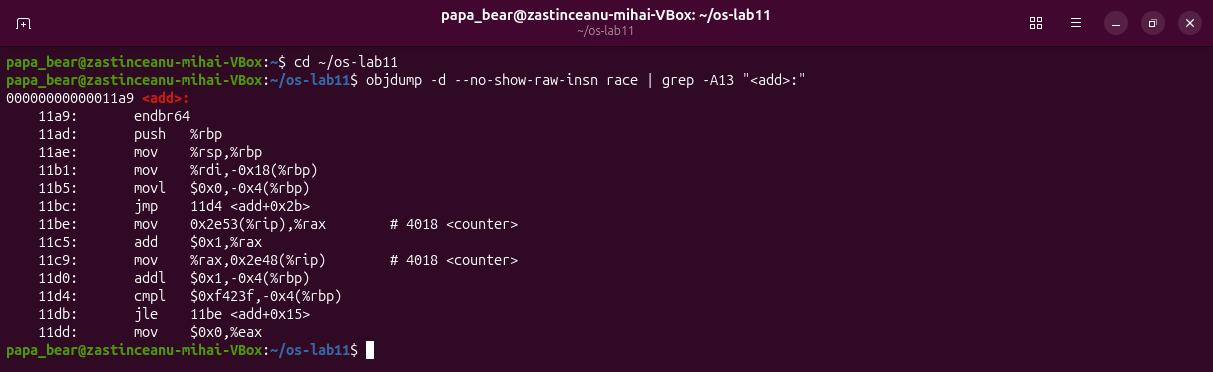 papa_bear@zastinceanu-mihai-VBox: ~/os-lab11
~/os-lab11
papa_bear@zastinceanu-mihai-VBox:~$ cd ~/os-lab11
papa_bear@zastinceanu-mihai-VBox:~/os-lab11$ objdump -d --no-show-raw-insn race | grep -A13 "<add>:"
00000000000011a9 <add>:
    11a9:       endbr64
    11ad:       push   %rbp
    11ae:       mov    %rsp,%rbp
    11b1:       mov    %rdi,-0x18(%rbp)
    11b5:       movl   $0x0,-0x4(%rbp)
    11bc:       jmp    11d4 <add+0x2b>
    11be:       mov    0x2e53(%rip),%rax        # 4018 <counter>
    11c5:       add    $0x1,%rax
    11c9:       mov    %rax,0x2e48(%rip)        # 4018 <counter>
    11d0:       addl   $0x1,-0x4(%rbp)
    11d4:       cmpl   $0xf423f,-0x4(%rbp)
    11db:       jle    11be <add+0x15>
    11dd:       mov    $0x0,%eax
papa_bear@zastinceanu-mihai-VBox:~/os-lab11$